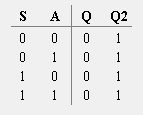 S A Q Q2
0 0 0 1
0 1 0 1
1 0 0 1
1 1 0 1